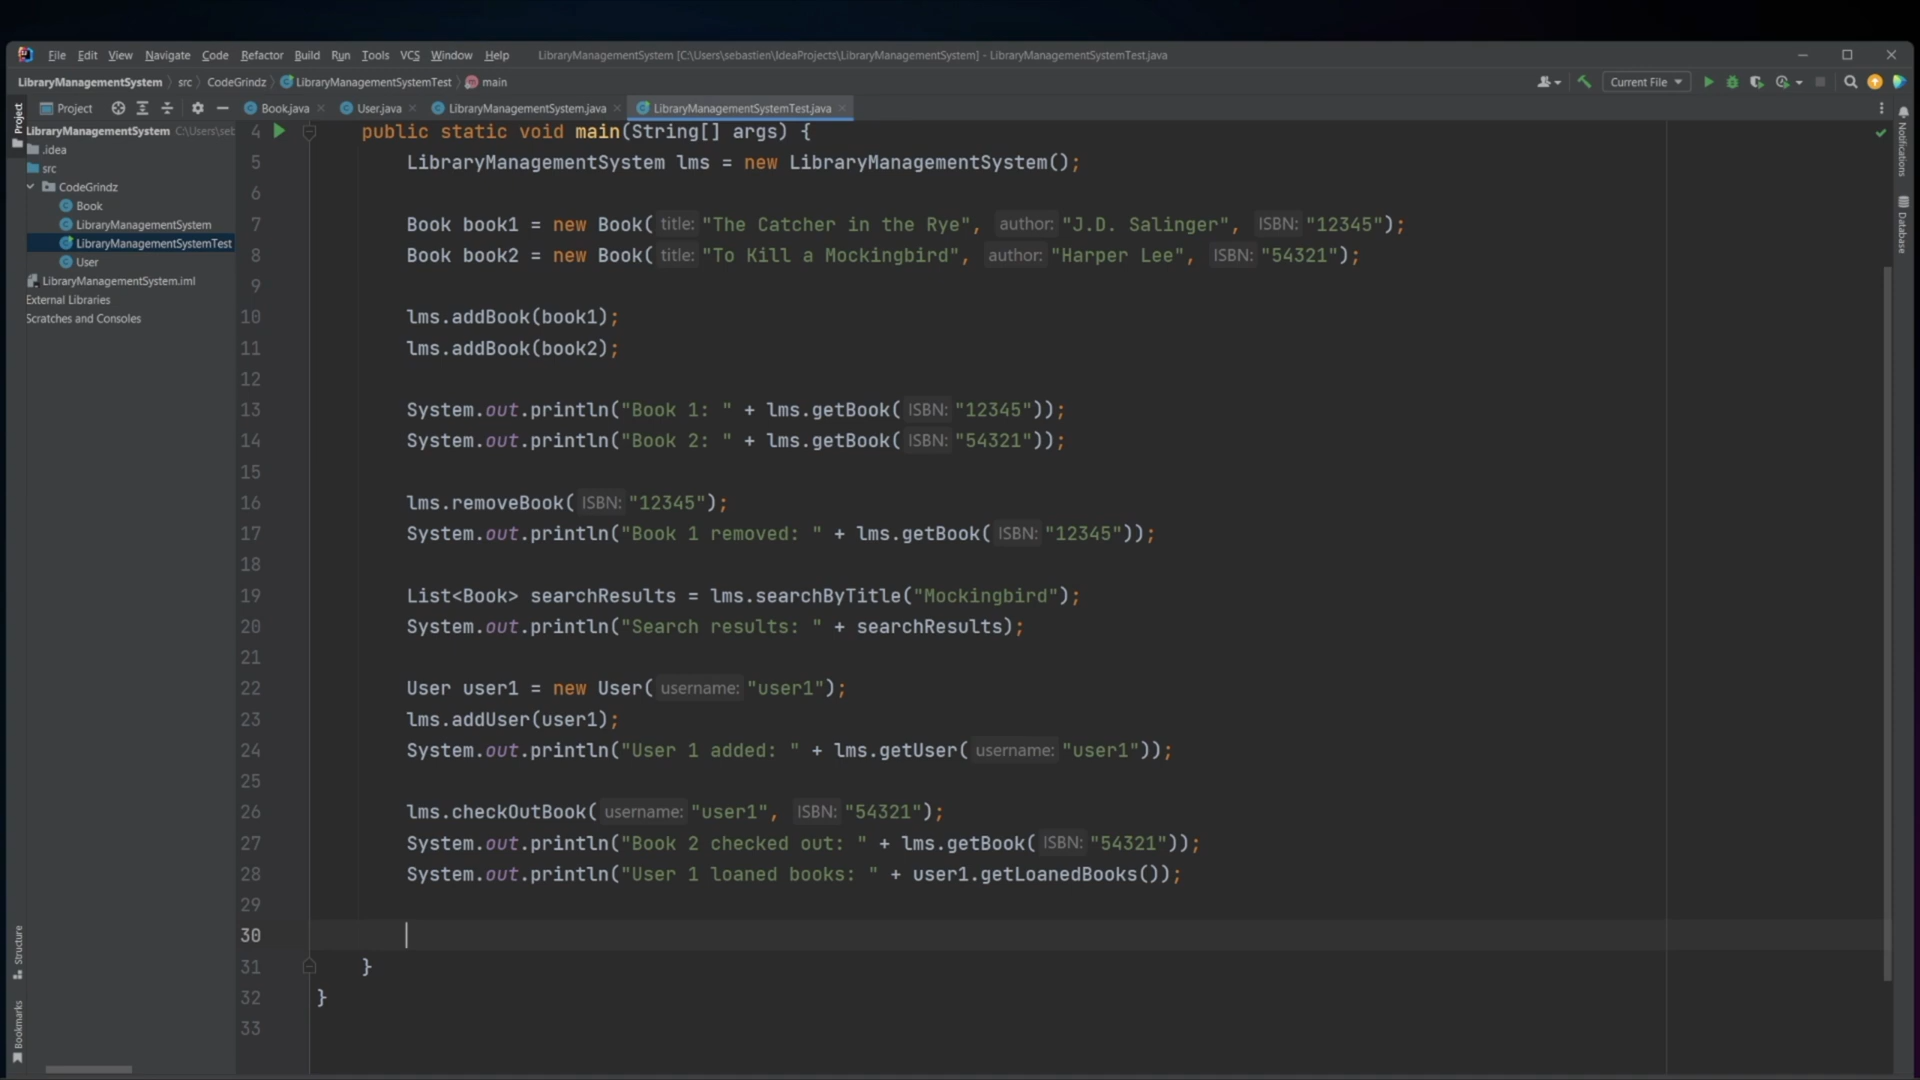 File Edit View Navigate Code Refactor Build Run Tools VCS Window Help LibraryManagementSystem [C:\Users\sebastien\IdeaProjects\LibraryManagementSystem] - LibraryManagementSystemTest.java
LibraryManagementSystem src CodeGrindz LibraryManagementSystemTest main Current File
Project Book.java User.java LibraryManagementSystem.java LibraryManagementSystemTest.java
Project
LibraryManagementSystem C:\Users\seb
.idea
src
CodeGrindz
Book
LibraryManagementSystem
LibraryManagementSystemTest
User
LibraryManagementSystem.iml
External Libraries
Scratches and Consoles
4 public static void main(String[] args) {
5 LibraryManagementSystem lms = new LibraryManagementSystem();
6
7 Book book1 = new Book( title: "The Catcher in the Rye", author: "J.D. Salinger", ISBN: "12345");
8 Book book2 = new Book( title: "To Kill a Mockingbird", author: "Harper Lee", ISBN: "54321");
9
10 lms.addBook(book1);
11 lms.addBook(book2);
12
13 System.out.println("Book 1: " + lms.getBook( ISBN: "12345"));
14 System.out.println("Book 2: " + lms.getBook( ISBN: "54321"));
15
16 lms.removeBook( ISBN: "12345");
17 System.out.println("Book 1 removed: " + lms.getBook( ISBN: "12345"));
18
19 List<Book> searchResults = lms.searchByTitle("Mockingbird");
20 System.out.println("Search results: " + searchResults);
21
22 User user1 = new User( username: "user1");
23 lms.addUser(user1);
24 System.out.println("User 1 added: " + lms.getUser( username: "user1"));
25
26 lms.checkOutBook( username: "user1", ISBN: "54321");
27 System.out.println("Book 2 checked out: " + lms.getBook( ISBN: "54321"));
28 System.out.println("User 1 loaned books: " + user1.getLoanedBooks());
29
30
31 }
32 }
33
Structure
Bookmarks
Notifications
Database